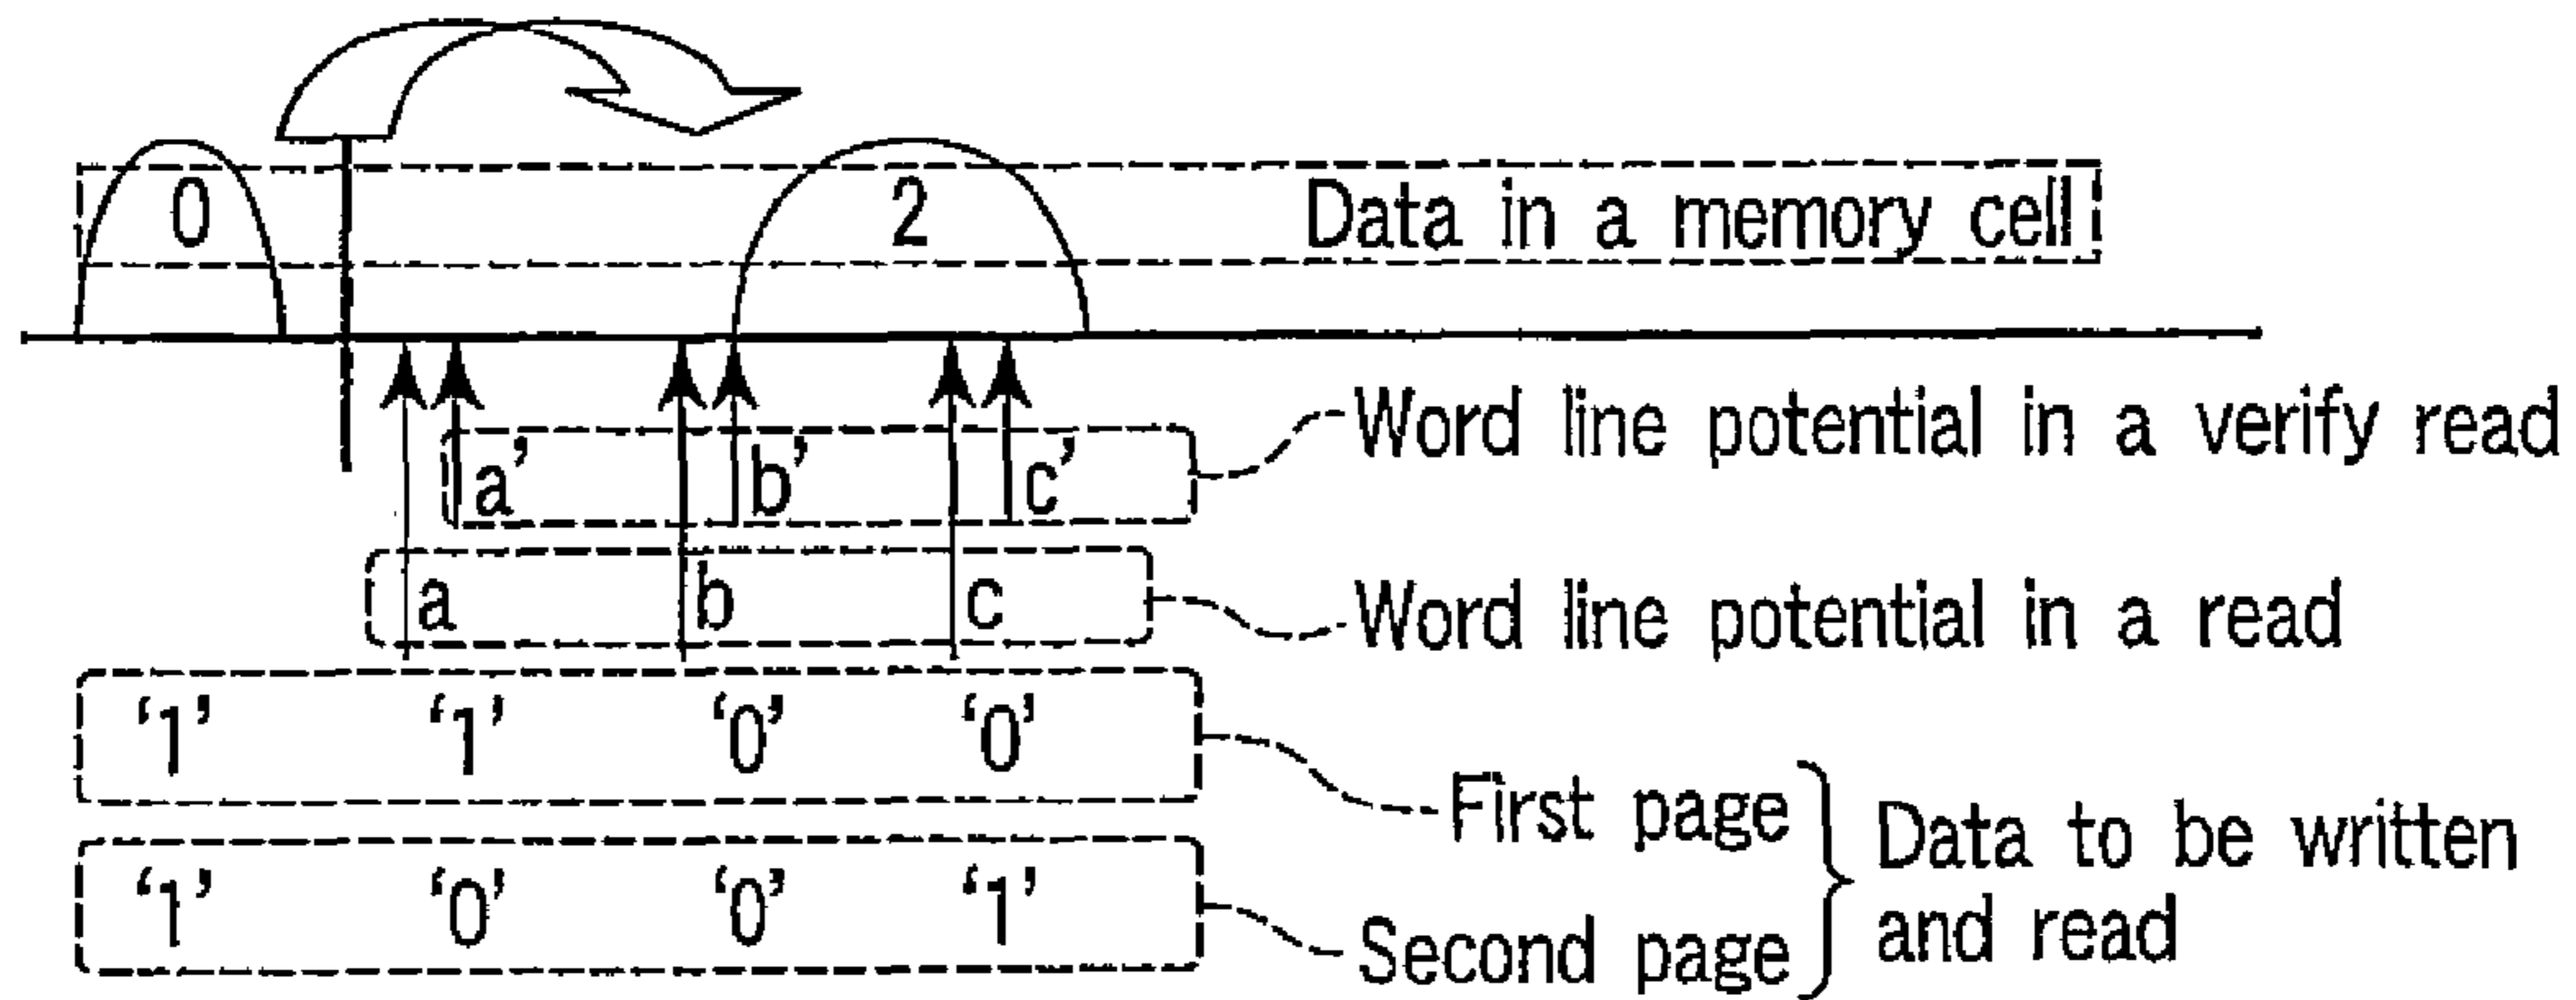 0 2 Data in a memory cell
a’ b’ c’ Word line potential in a verify read
a b c Word line potential in a read
‘1’ ‘1’ ‘0’ ‘0’
First page
‘1’ ‘0’ ‘0’ ‘1’
Second page
Data to be written
and read